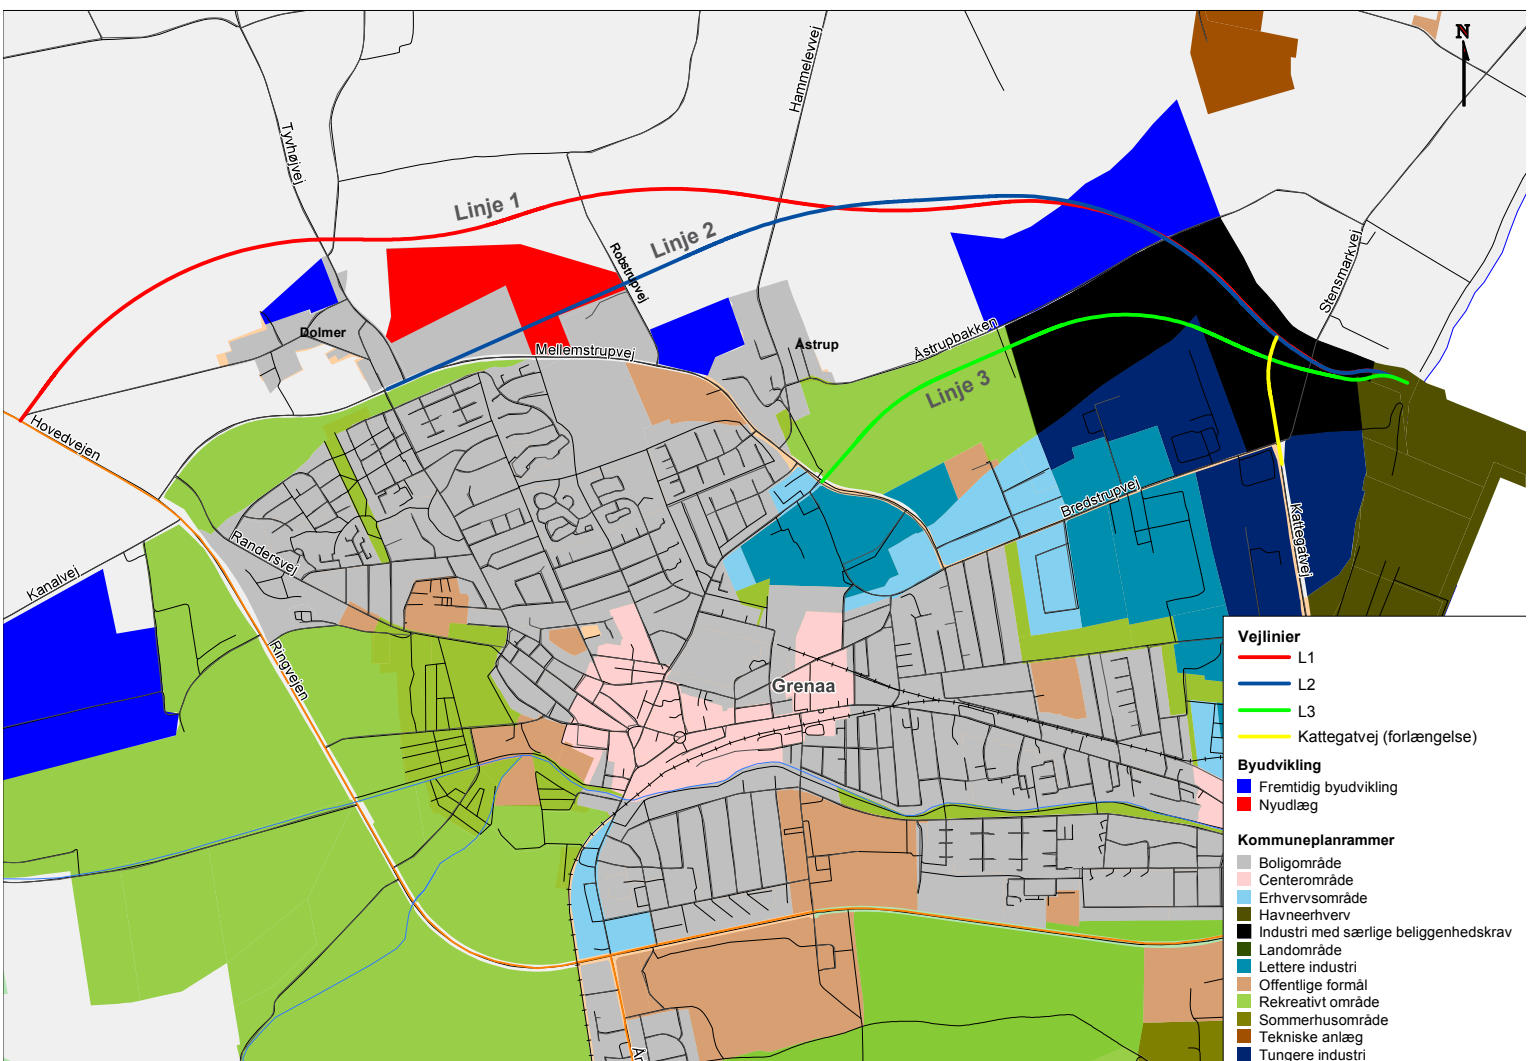 N
Hammelevvej
Tyvhøjvej
Linje 1
Linje 2
Robstrupvej
Stensmarkvej
Dolmer
Åstrup
Åstrupbakken
Mellemstrupvej
Linje 3
Hovedvejen
Bredstrupvej
Kattegatvej
Randersvej
Kanalvej
Ringvejen
Grenaa
Vejlinier
L1
L2
L3
Kattegatvej (forlængelse)
Byudvikling
Fremtidig byudvikling
Nyudlæg
Kommuneplanrammer
Boligområde
Centerområde
Erhvervsområde
Havneerhverv
Industri med særlige beliggenhedskrav
Landområde
Lettere industri
Offentlige formål
Rekreativt område
Sommerhusområde
Tekniske anlæg
Tungere industri